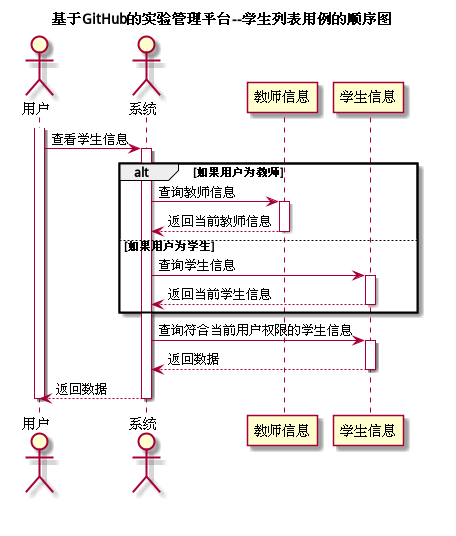 基于GitHub的实验管理平台--学生列表用例的顺序图
用户
系统
教师信息
学生信息
查看学生信息
alt
[如果用户为教师]
查询教师信息
返回当前教师信息
[如果用户为学生]
查询学生信息
返回当前学生信息
查询符合当前用户权限的学生信息
返回数据
返回数据
用户
系统
教师信息
学生信息